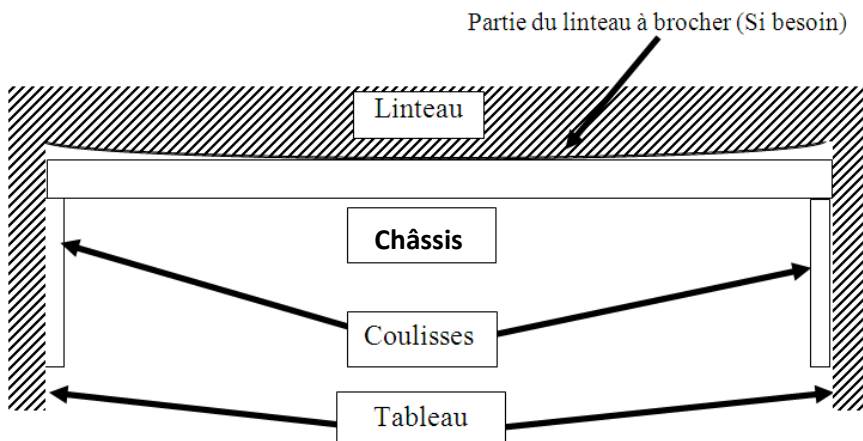 Partie du linteau à brocher (Si besoin)
Linteau
Châssis
Coulisses
Tableau